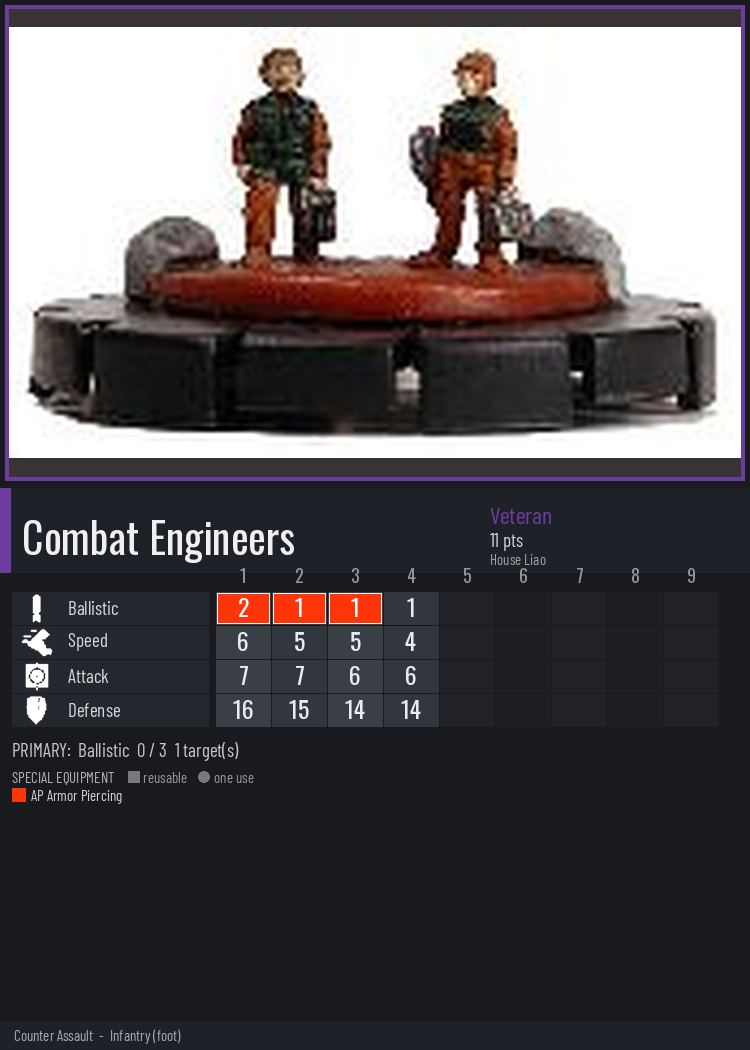 Combat Engineers
Veteran
11 pts
House Liao
1 2 3 4 5 6 7 8 9
Ballistic 2 1 1 1
Speed 6 5 5 4
Attack 7 7 6 6
Defense 16 15 14 14
PRIMARY: Ballistic 0 / 3 1 target(s)
SPECIAL EQUIPMENT reusable one use
AP Armor Piercing
Counter Assault - Infantry (foot)